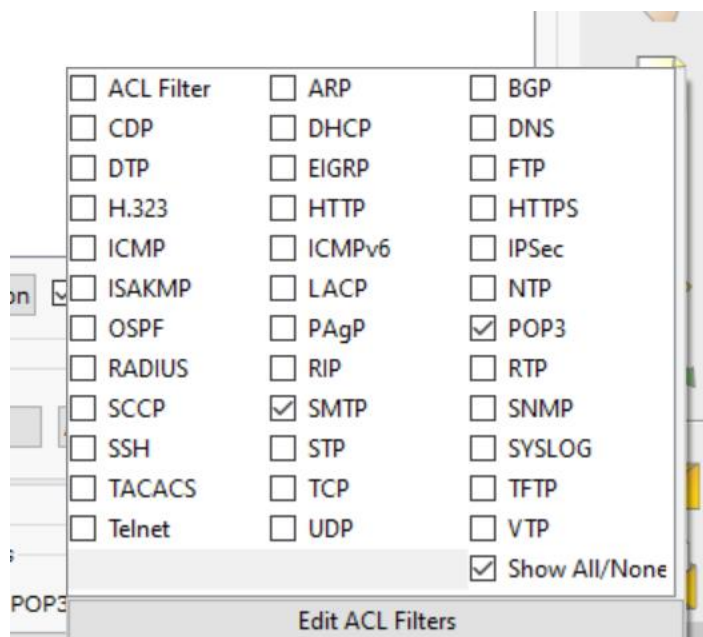 ACL Filter ARP BGP
CDP DHCP DNS
DTP EIGRP FTP
H.323 HTTP HTTPS
ICMP ICMPv6 IPSec
on ISAKMP LACP NTP
OSPF PAgP POP3
RADIUS RIP RTP
SCCP SMTP SNMP
SSH STP SYSLOG
TACACS TCP TFTP
Telnet UDP VTP
s Show All/None
POP3
Edit ACL Filters